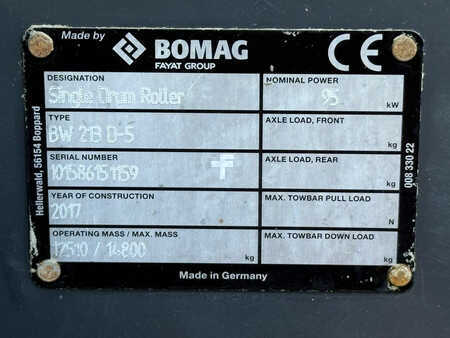 Made by BOMAG CE
FAYAT GROUP
DESIGNATION NOMINAL POWER
Single Drum Roller 95 kW
TYPE AXLE LOAD, FRONT
BW 213 D-5 kg
SERIAL NUMBER AXLE LOAD, REAR
101586151159 kg
YEAR OF CONSTRUCTION MAX. TOWBAR PULL LOAD
2017 N
OPERATING MASS / MAX. MASS MAX. TOWBAR DOWN LOAD
12510 / 14800 kg kg
Made in Germany
Hellerwald, 56154 Boppard
008 330 22